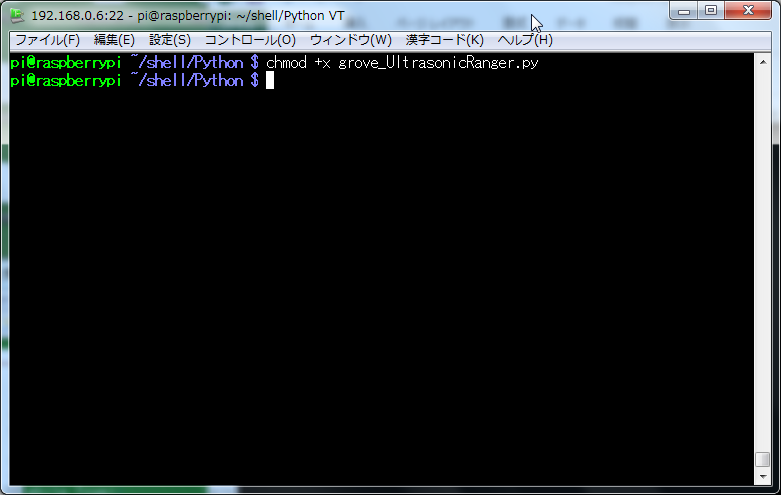 192.168.0.6:22 - pi@raspberrypi: ~/shell/Python VT
ファイル(F) 編集(E) 設定(S) コントロール(O) ウィンドウ(W) 漢字コード(K) ヘルプ(H)
pi@raspberrypi ~/shell/Python $ chmod +x grove_UltrasonicRanger.py
pi@raspberrypi ~/shell/Python $